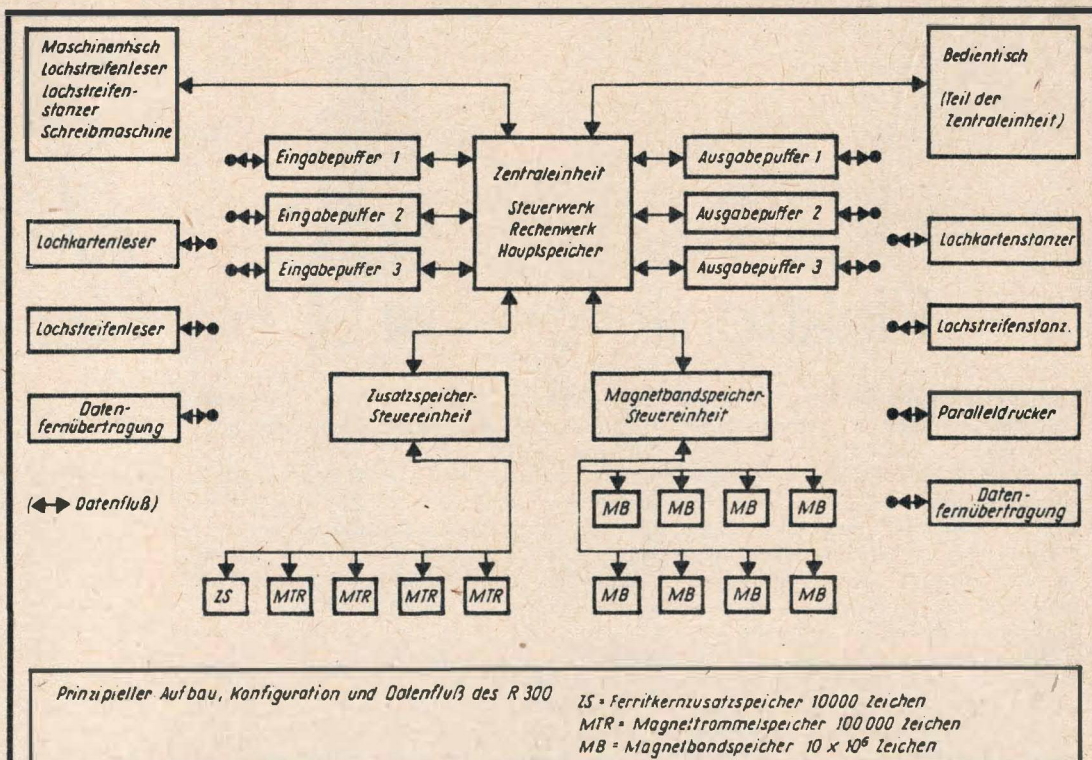 Maschinentisch
Lochstreifenleser
Lochstreifen-
stanzer
Schreibmaschine
Bedientisch
(Teil der
Zentraleinheit)
Eingabepuffer 1
Eingabepuffer 2
Eingabepuffer 3
Zentraleinheit
Steuerwerk
Rechenwerk
Hauptspeicher
Ausgabepuffer 1
Ausgabepuffer 2
Ausgabepuffer 3
Lochkartenleser
Lochstreifenleser
Daten-
fernübertragung
(Datenfluß)
Lochkartenstanzer
Lochstreifenstanz.
Paralleldrucker
Daten-
fernübertragung
Zusatzspeicher-
Steuereinheit
Magnetbandspeicher-
Steuereinheit
MB MB MB MB
ZS MTR MTR MTR MTR
MB MB MB MB
Prinzipieller Aufbau, Konfiguration und Datenfluß des R 300
ZS = Ferritkernzusatzspeicher 10000 Zeichen
MTR = Magnettrommelspeicher 100 000 Zeichen
MB = Magnetbandspeicher 10 x 10⁶ Zeichen